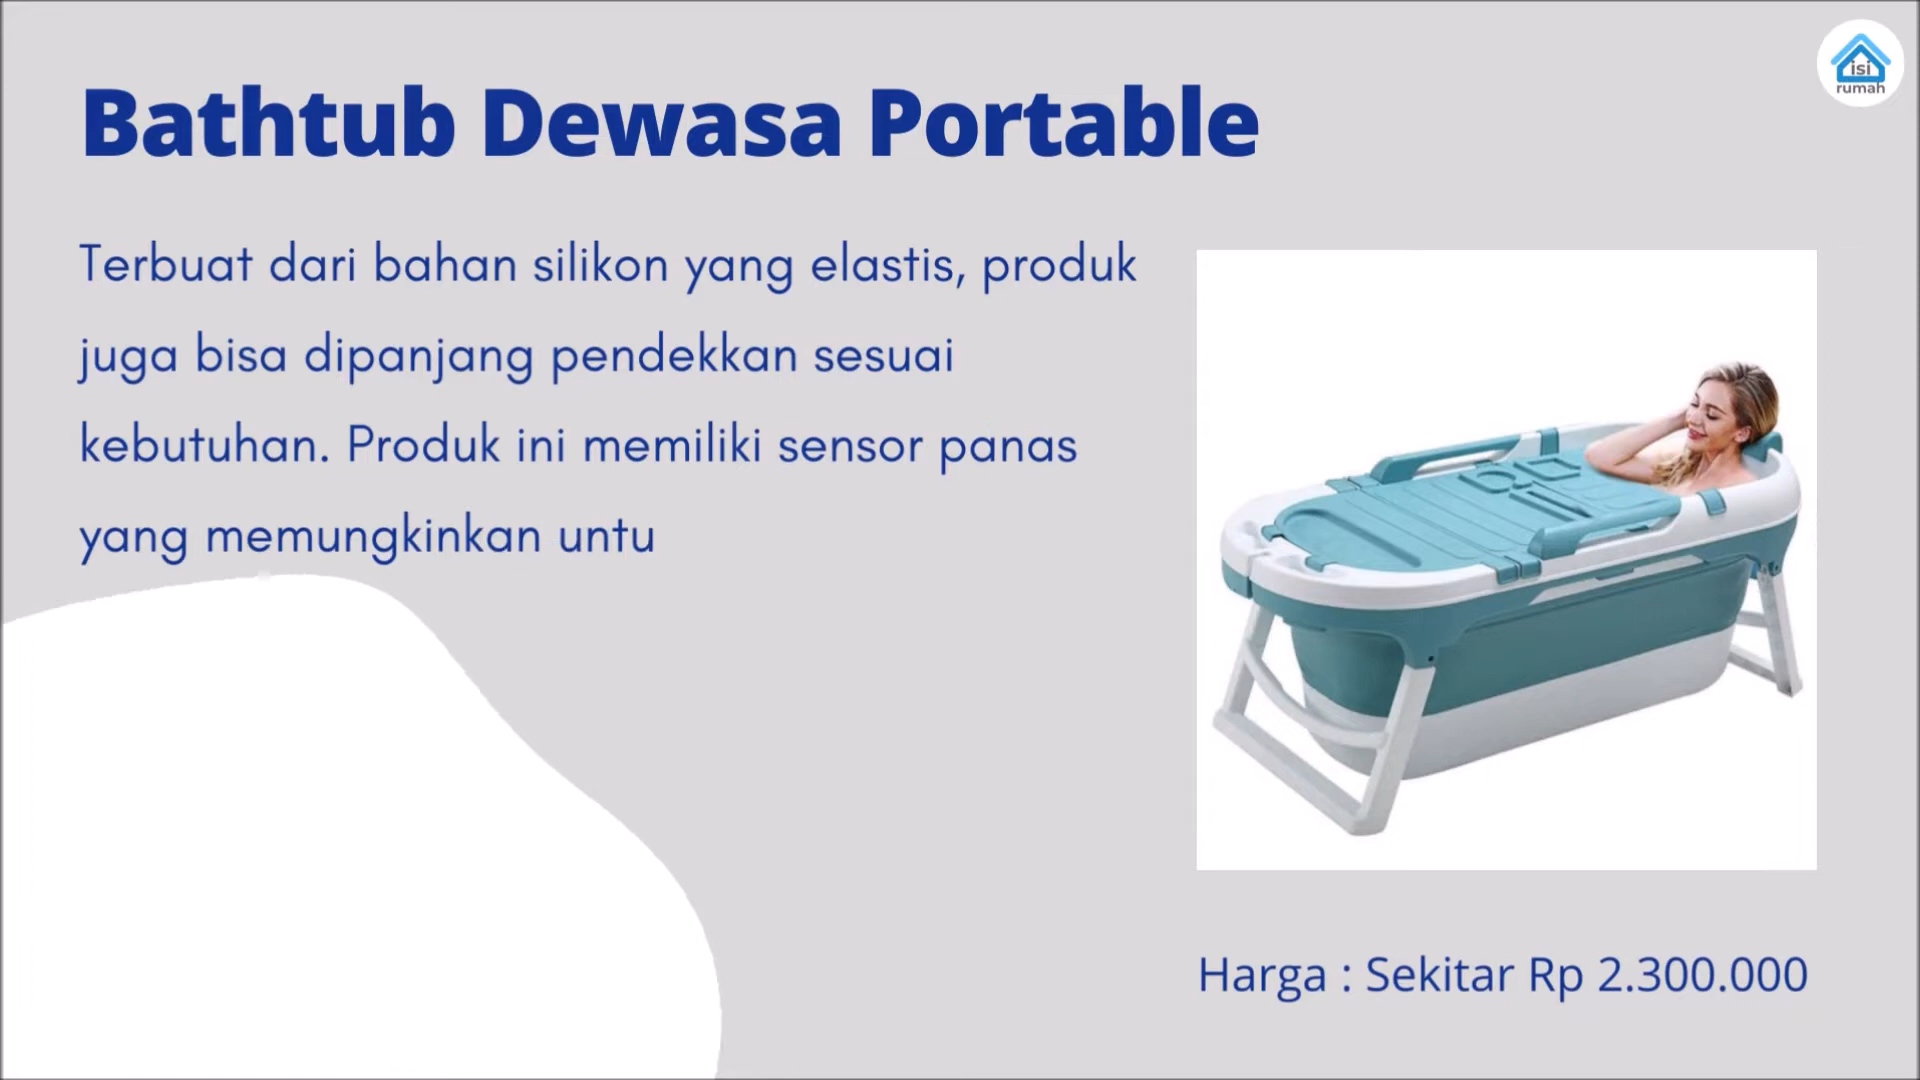 isi
rumah
Bathtub Dewasa Portable
Terbuat dari bahan silikon yang elastis, produk
juga bisa dipanjang pendekkan sesuai
kebutuhan. Produk ini memiliki sensor panas
yang memungkinkan untu
Harga : Sekitar Rp 2.300.000